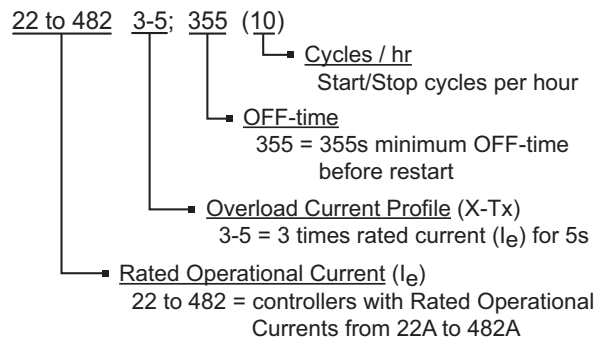 22 to 482 3-5; 355 (10)
Cycles / hr
Start/Stop cycles per hour
OFF-time
355 = 355s minimum OFF-time
before restart
Overload Current Profile (X-Tx)
3-5 = 3 times rated current (Ie) for 5s
Rated Operational Current (Ie)
22 to 482 = controllers with Rated Operational
Currents from 22A to 482A